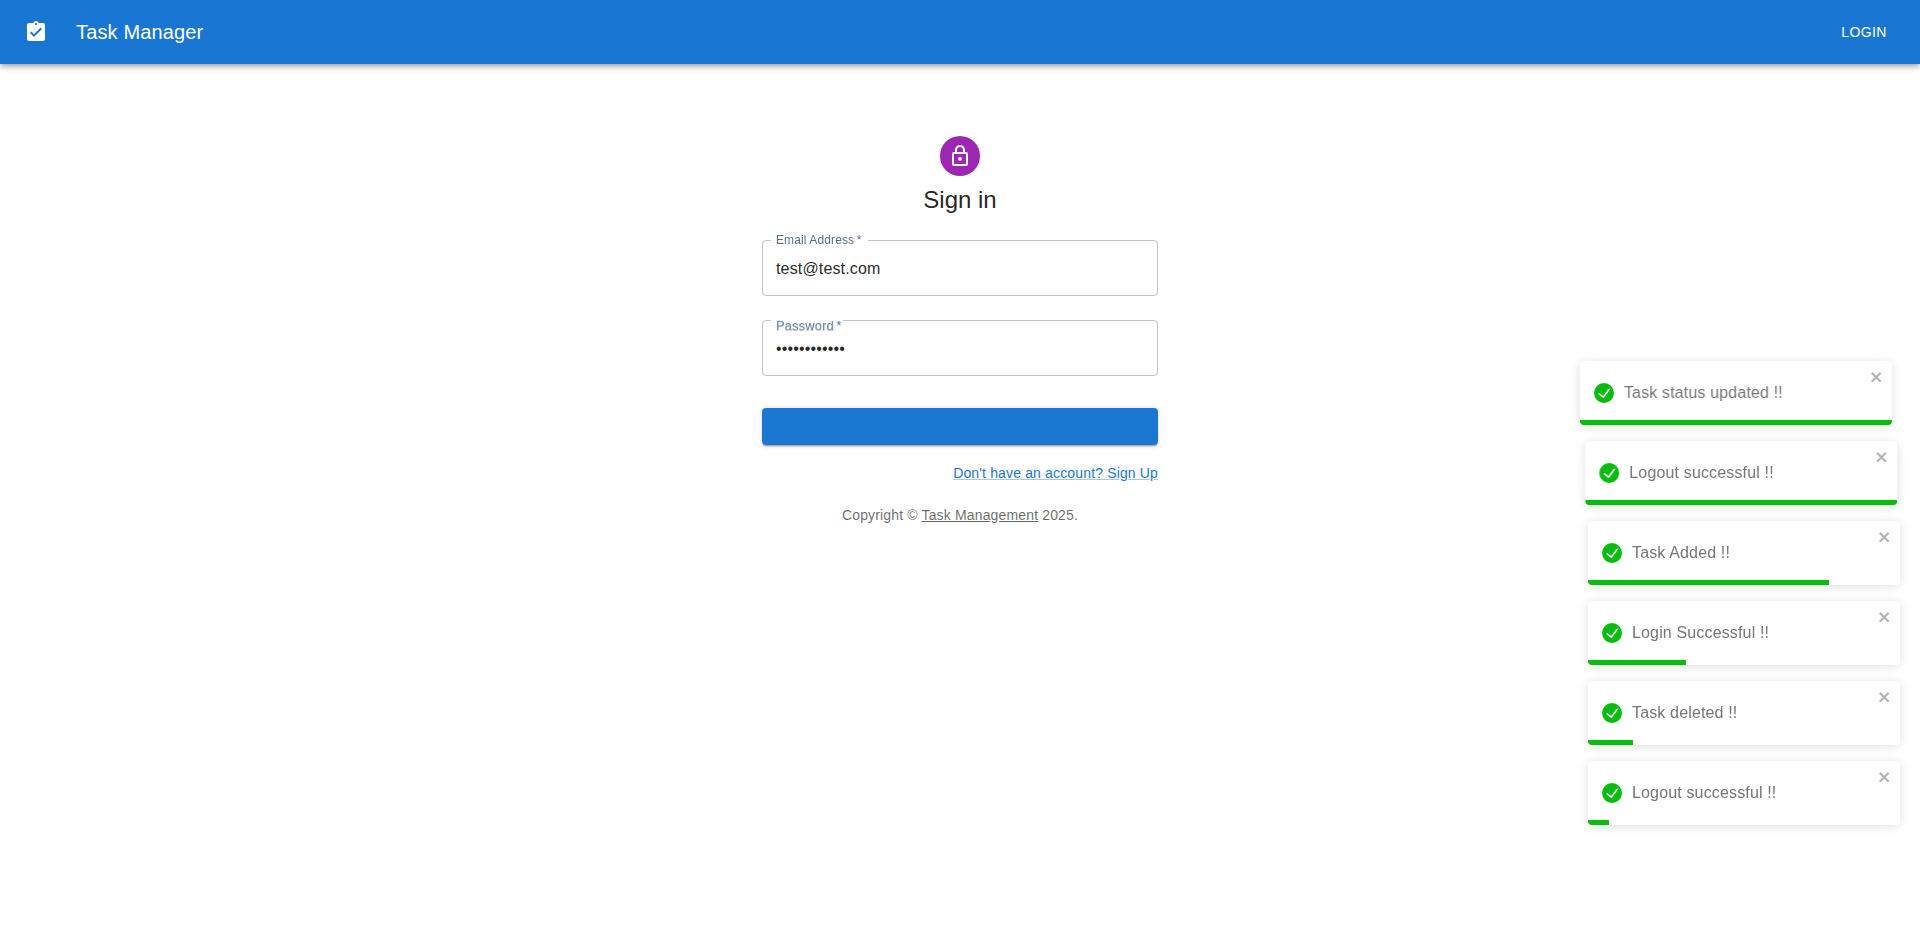 Task Manager
LOGIN
Sign in
Email Address *
test@test.com
Password *
••••••••••••
Don't have an account? Sign Up
Copyright © Task Management 2025.
Task status updated !!
Logout successful !!
Task Added !!
Login Successful !!
Task deleted !!
Logout successful !!